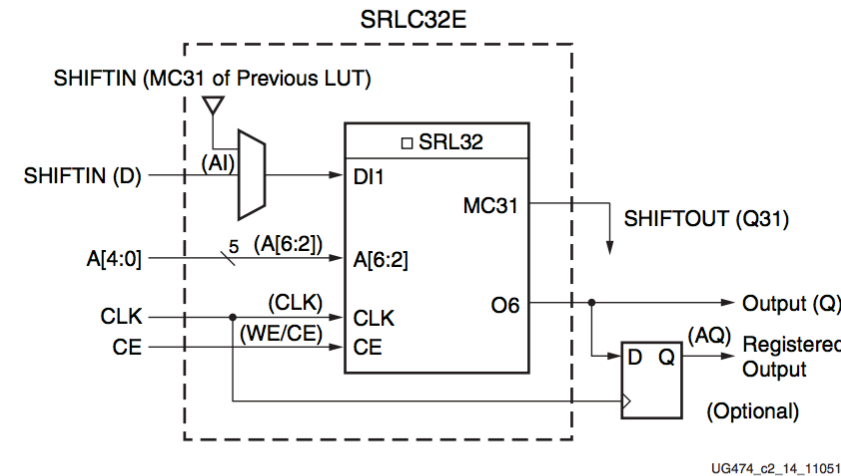 SRLC32E
SHIFTIN (MC31 of Previous LUT)
SRL32
(AI)
SHIFTIN (D)
DI1
MC31
SHIFTOUT (Q31)
5 (A[6:2])
A[4:0]
A[6:2]
(CLK)
O6
Output (Q)
CLK
CLK
(WE/CE)
CE
CE
(AQ)
D Q
Registered
Output
(Optional)
UG474_c2_14_11051